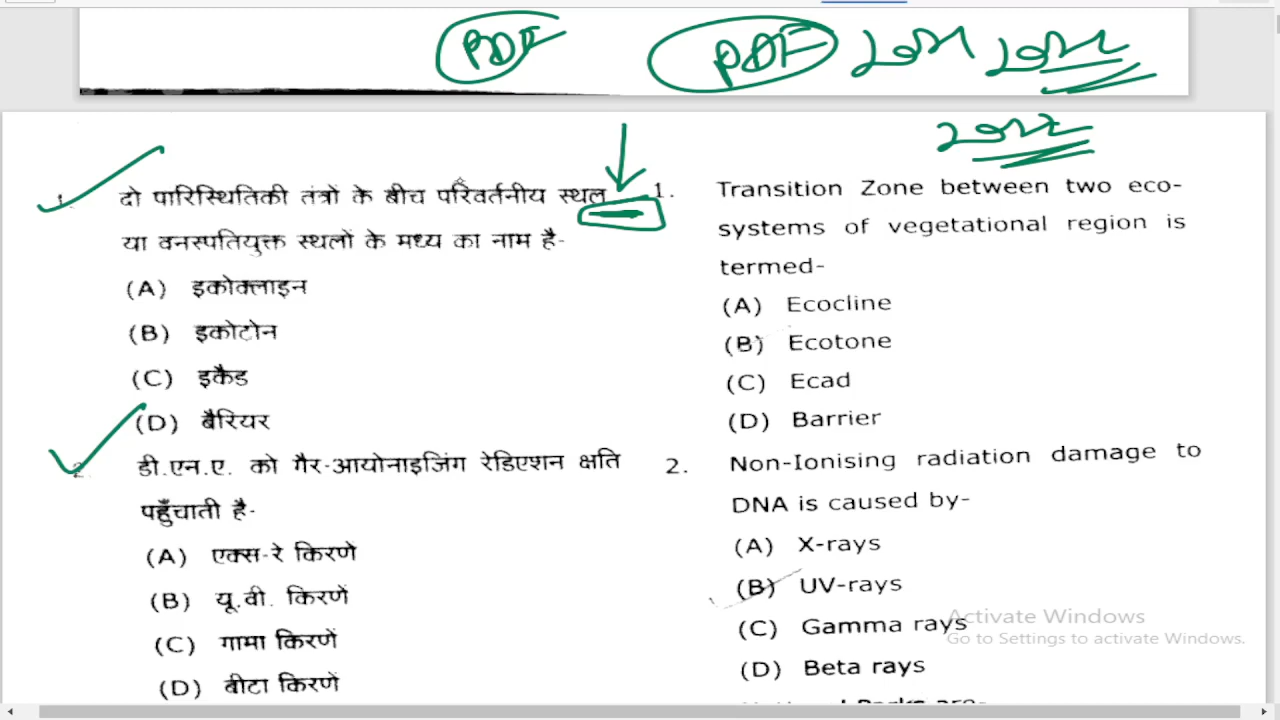 PDF PDF 2021 2022
2022
1. दो पारिस्थितिकी तंत्रों के बीच परिवर्तनीय स्थल
या वनस्पतियुक्त स्थलों के मध्य का नाम है-
(A) इकोक्लाइन
(B) इकोटोन
(C) इकैड
(D) बैरियर
2. डी.एन.ए. को गैर-आयोनाइजिंग रेडिएशन क्षति
पहुँचाती है-
(A) एक्स-रे किरणे
(B) यू.वी. किरणें
(C) गामा किरणें
(D) बीटा किरणें
1. Transition Zone between two eco-
systems of vegetational region is
termed-
(A) Ecocline
(B) Ecotone
(C) Ecad
(D) Barrier
2. Non-Ionising radiation damage to
DNA is caused by-
(A) X-rays
(B) UV-rays
(C) Gamma rays
(D) Beta rays
Activate Windows
Go to Settings to activate Windows.